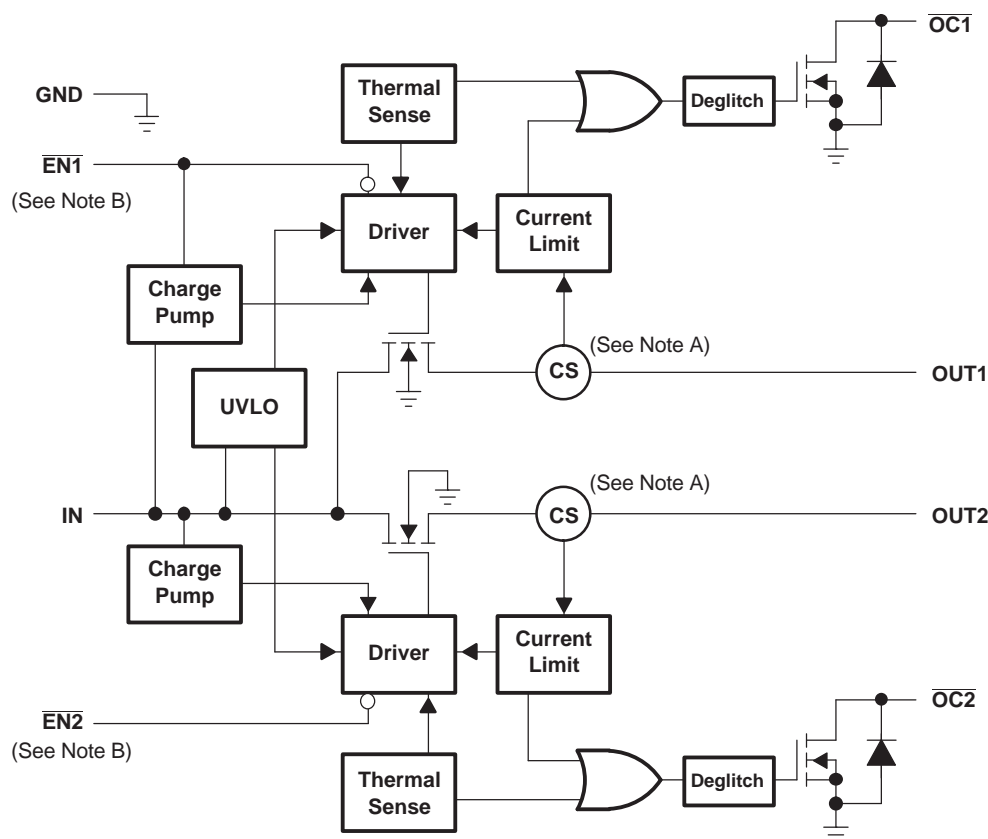 OC1
Thermal
Sense
Deglitch
GND
EN1
(See Note B)
Driver
Current
Limit
Charge
Pump
(See Note A)
CS
OUT1
UVLO
(See Note A)
IN
CS
OUT2
Charge
Pump
Driver
Current
Limit
EN2
(See Note B)
OC2
Thermal
Sense
Deglitch